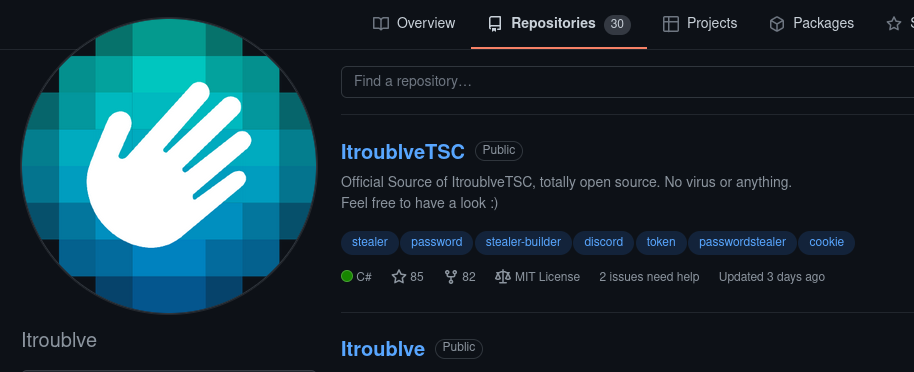 Overview Repositories 30 Projects Packages
Find a repository…
ItroublveTSC Public
Official Source of ItroublveTSC, totally open source. No virus or anything.
Feel free to have a look :)
stealer password stealer-builder discord token passwordstealer cookie
C# 85 82 MIT License 2 issues need help Updated 3 days ago
Itroublve
Itroublve Public